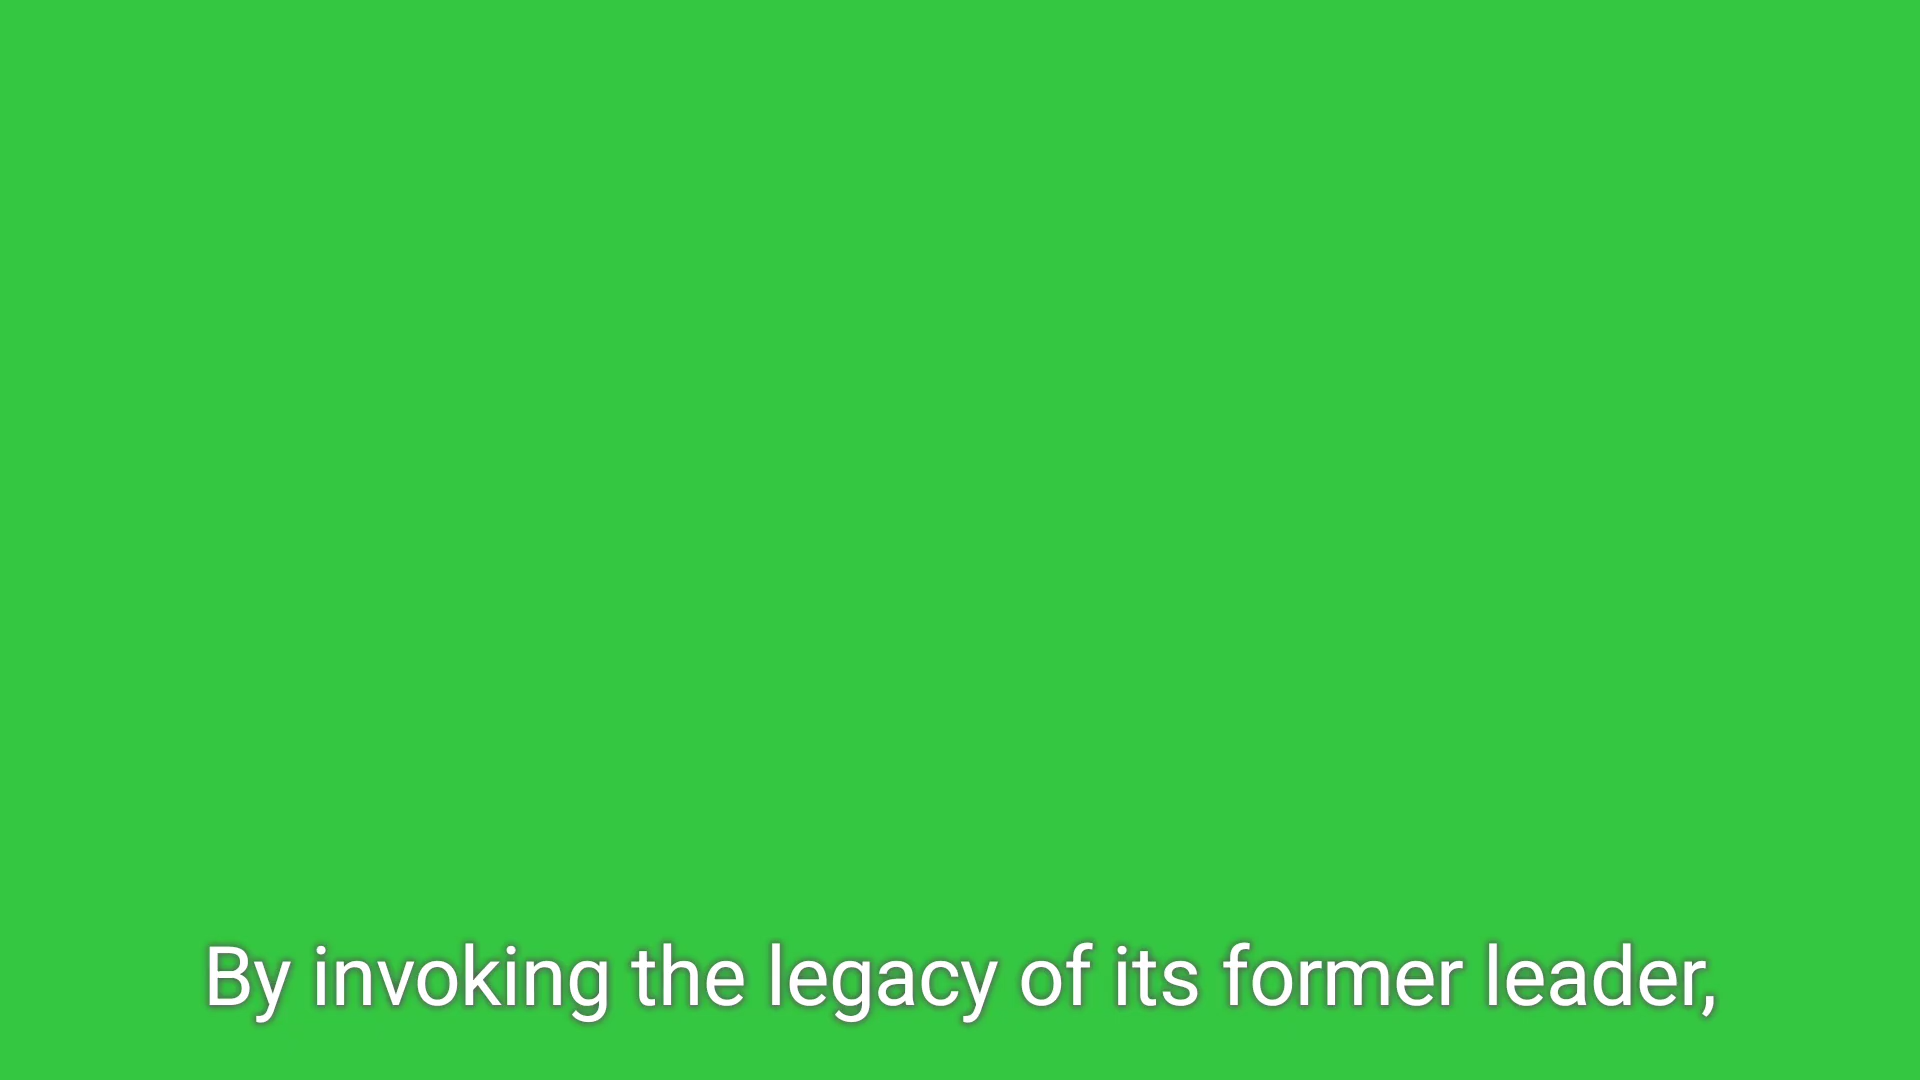 By invoking the legacy of its former leader,